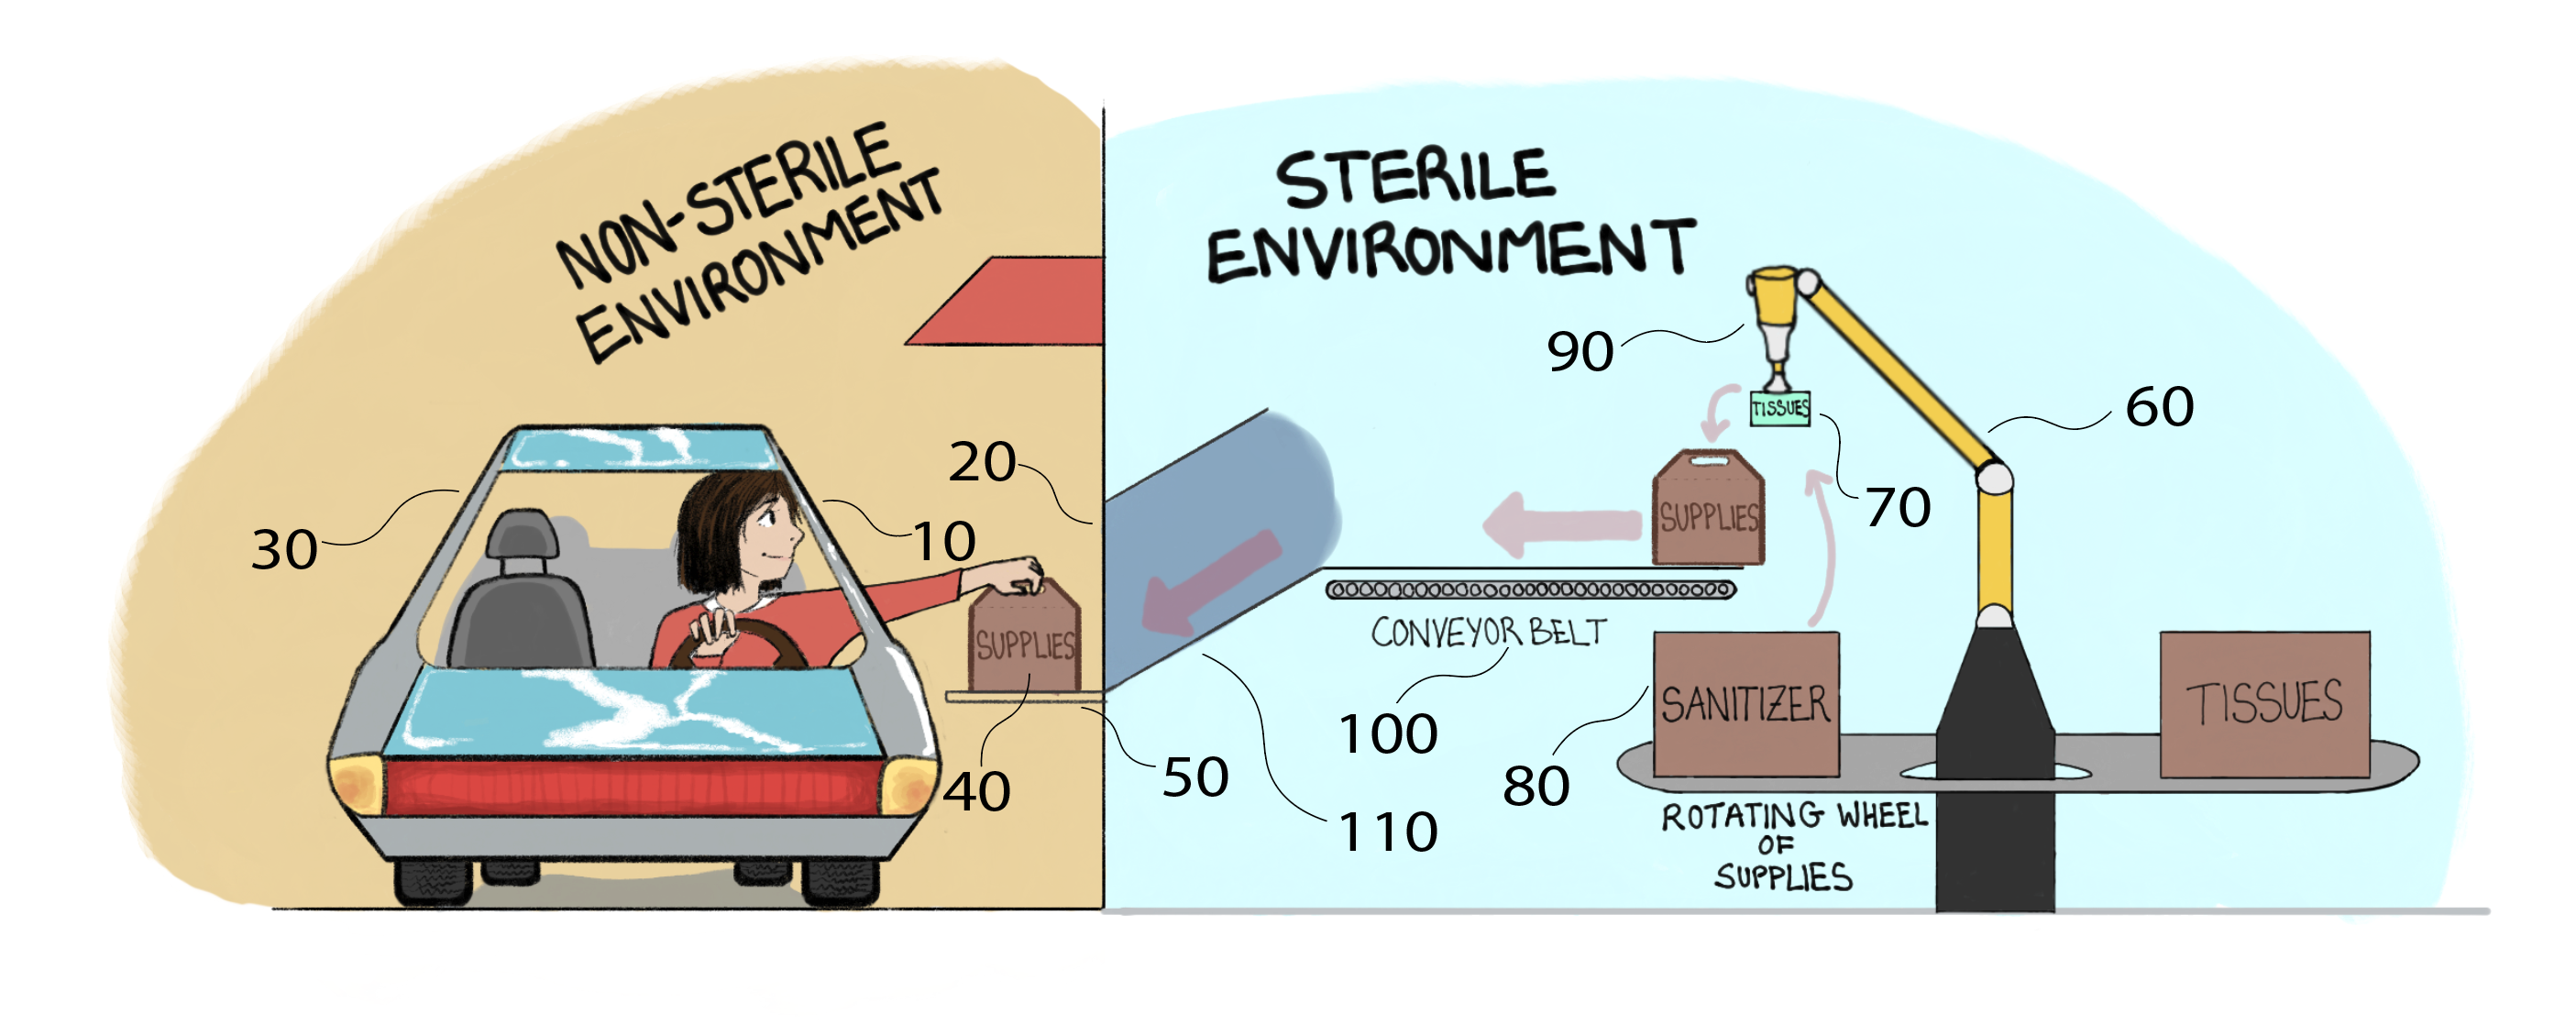 NON-STERILE
ENVIRONMENT
STERILE
ENVIRONMENT
90
TISSUES
60
20
30
10
SUPPLIES
70
SUPPLIES
CONVEYOR BELT
SANITIZER
TISSUES
100
40
50
80
110
ROTATING WHEEL
OF
SUPPLIES